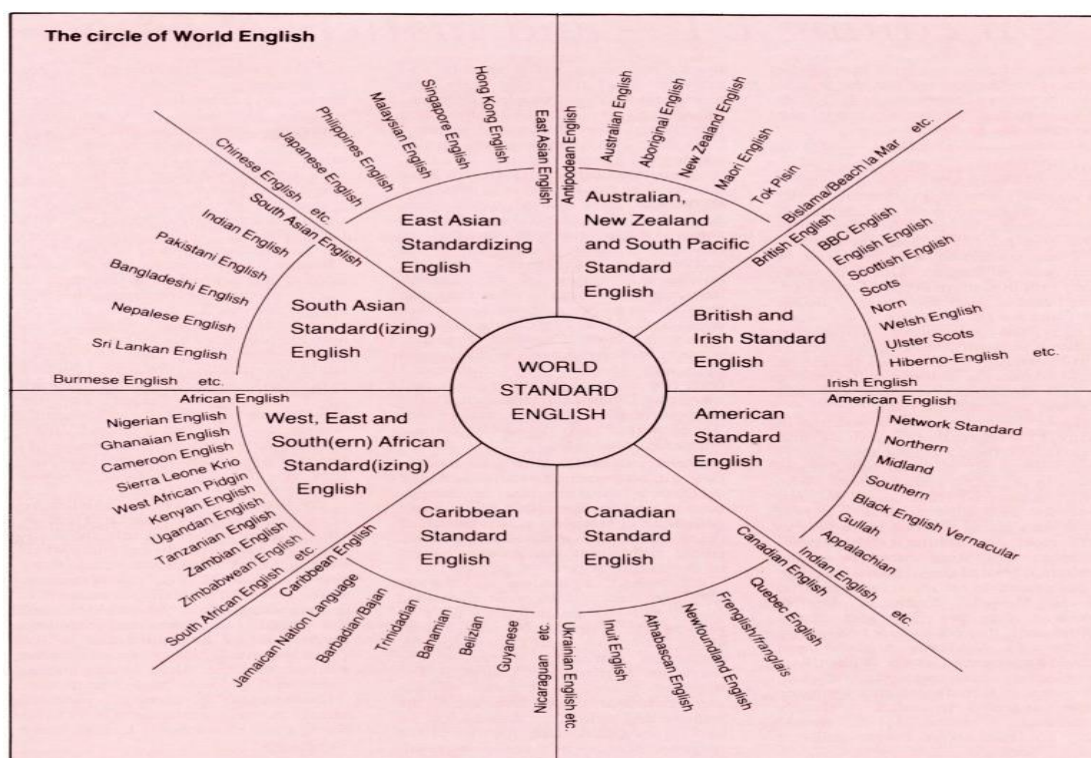 The circle of World English
WORLD
STANDARD
ENGLISH
East Asian
Standardizing
English
East Asian English
Hong Kong English
Singapore English
Malaysian English
Philippines English
Japanese English
Chinese English etc.
Australian,
New Zealand
and South Pacific
Standard
English
Antipodean English
Australian English
Aboriginal English
New Zealand English
Maori English
Tok Pisin
Bislama/Beach la Mar etc.
British and
Irish Standard
English
British English
BBC English
English English
Scottish English
Scots
Norn
Welsh English
Ulster Scots
Hiberno-English etc.
Irish English
American
Standard
English
American English
Network Standard
Northern
Midland
Southern
Black English Vernacular
Gullah
Appalachian
Indian English etc.
Canadian
Standard
English
Canadian English
Quebec English
Frenglish/franglais
Newfoundland English
Athabascan English
Inuit English
Ukrainian English etc.
Caribbean
Standard
English
Caribbean English
Jamaican Nation Language
Barbadian/Bajan
Trinidadian
Bahamian
Belizian
Guyanese
Nicaraguan etc.
West, East and
South(ern) African
Standard(izing)
English
African English
Nigerian English
Ghanaian English
Cameroon English
Sierra Leone Krio
West African Pidgin
Kenyan English
Ugandan English
Tanzanian English
Zambian English
Zimbabwean English
South African English etc.
South Asian
Standard(izing)
English
South Asian English
Indian English
Pakistani English
Bangladeshi English
Nepalese English
Sri Lankan English
Burmese English etc.